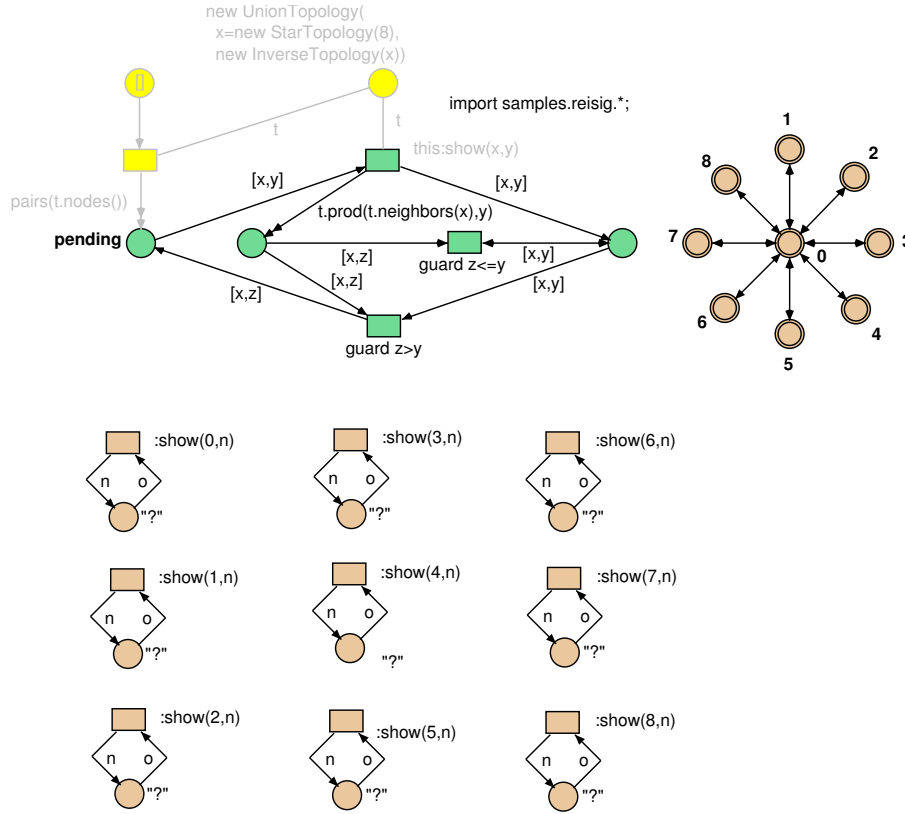 new UnionTopology(
x=new StarTopology(8),
new InverseTopology(x))
[]
import samples.reisig.*;
t
t
this:show(x,y)
[x,y]
[x,y]
pairs(t.nodes())
t.prod(t.neighbors(x),y)
pending
[x,z]
[x,y]
guard z<=y
[x,z]
[x,z]
[x,y]
guard z>y
1
8
2
7
0
3
6
4
5
:show(0,n)
n
o
"?"
:show(3,n)
n
o
"?"
:show(6,n)
n
o
"?"
:show(1,n)
n
o
"?"
:show(4,n)
n
o
"?"
:show(7,n)
n
o
"?"
:show(2,n)
n
o
"?"
:show(5,n)
n
o
"?"
:show(8,n)
n
o
"?"